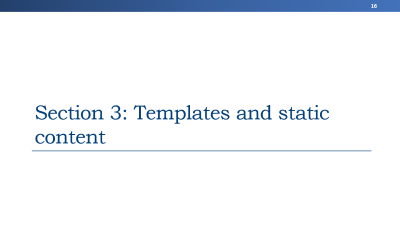 16
Section 3: Templates and static
content